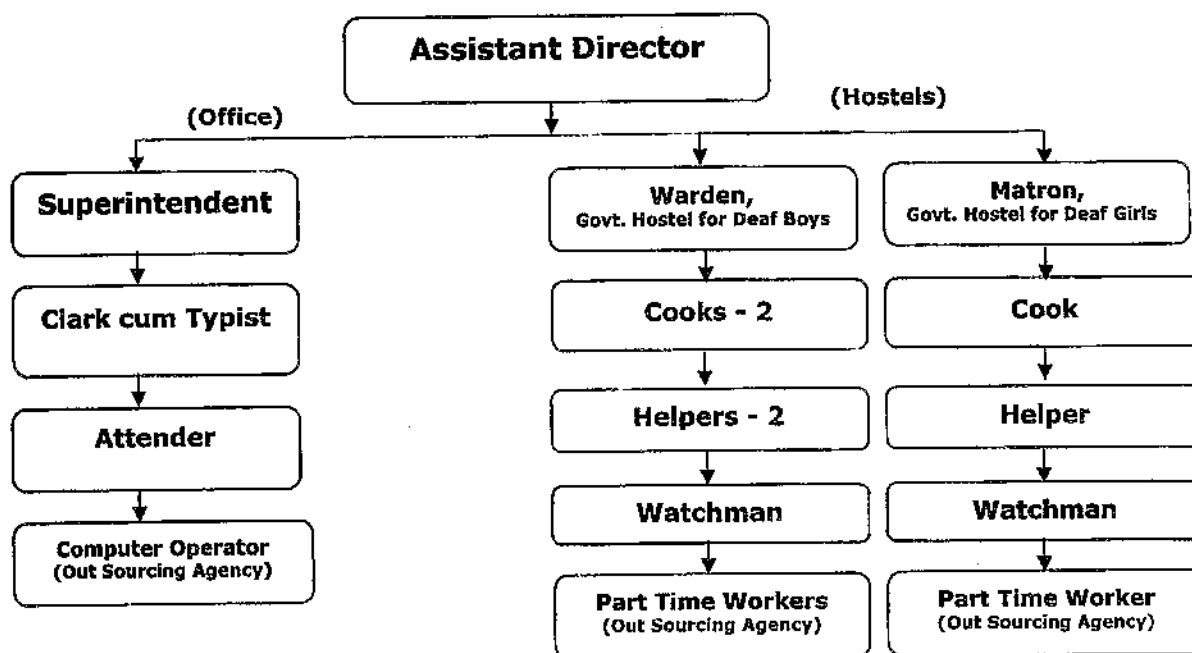 Assistant Director
(Office)
(Hostels)
Superintendent
Warden,
Govt. Hostel for Deaf Boys
Matron,
Govt. Hostel for Deaf Girls
Clark cum Typist
Cooks - 2
Cook
Attender
Helpers - 2
Helper
Computer Operator
(Out Sourcing Agency)
Watchman
Watchman
Part Time Workers
(Out Sourcing Agency)
Part Time Worker
(Out Sourcing Agency)